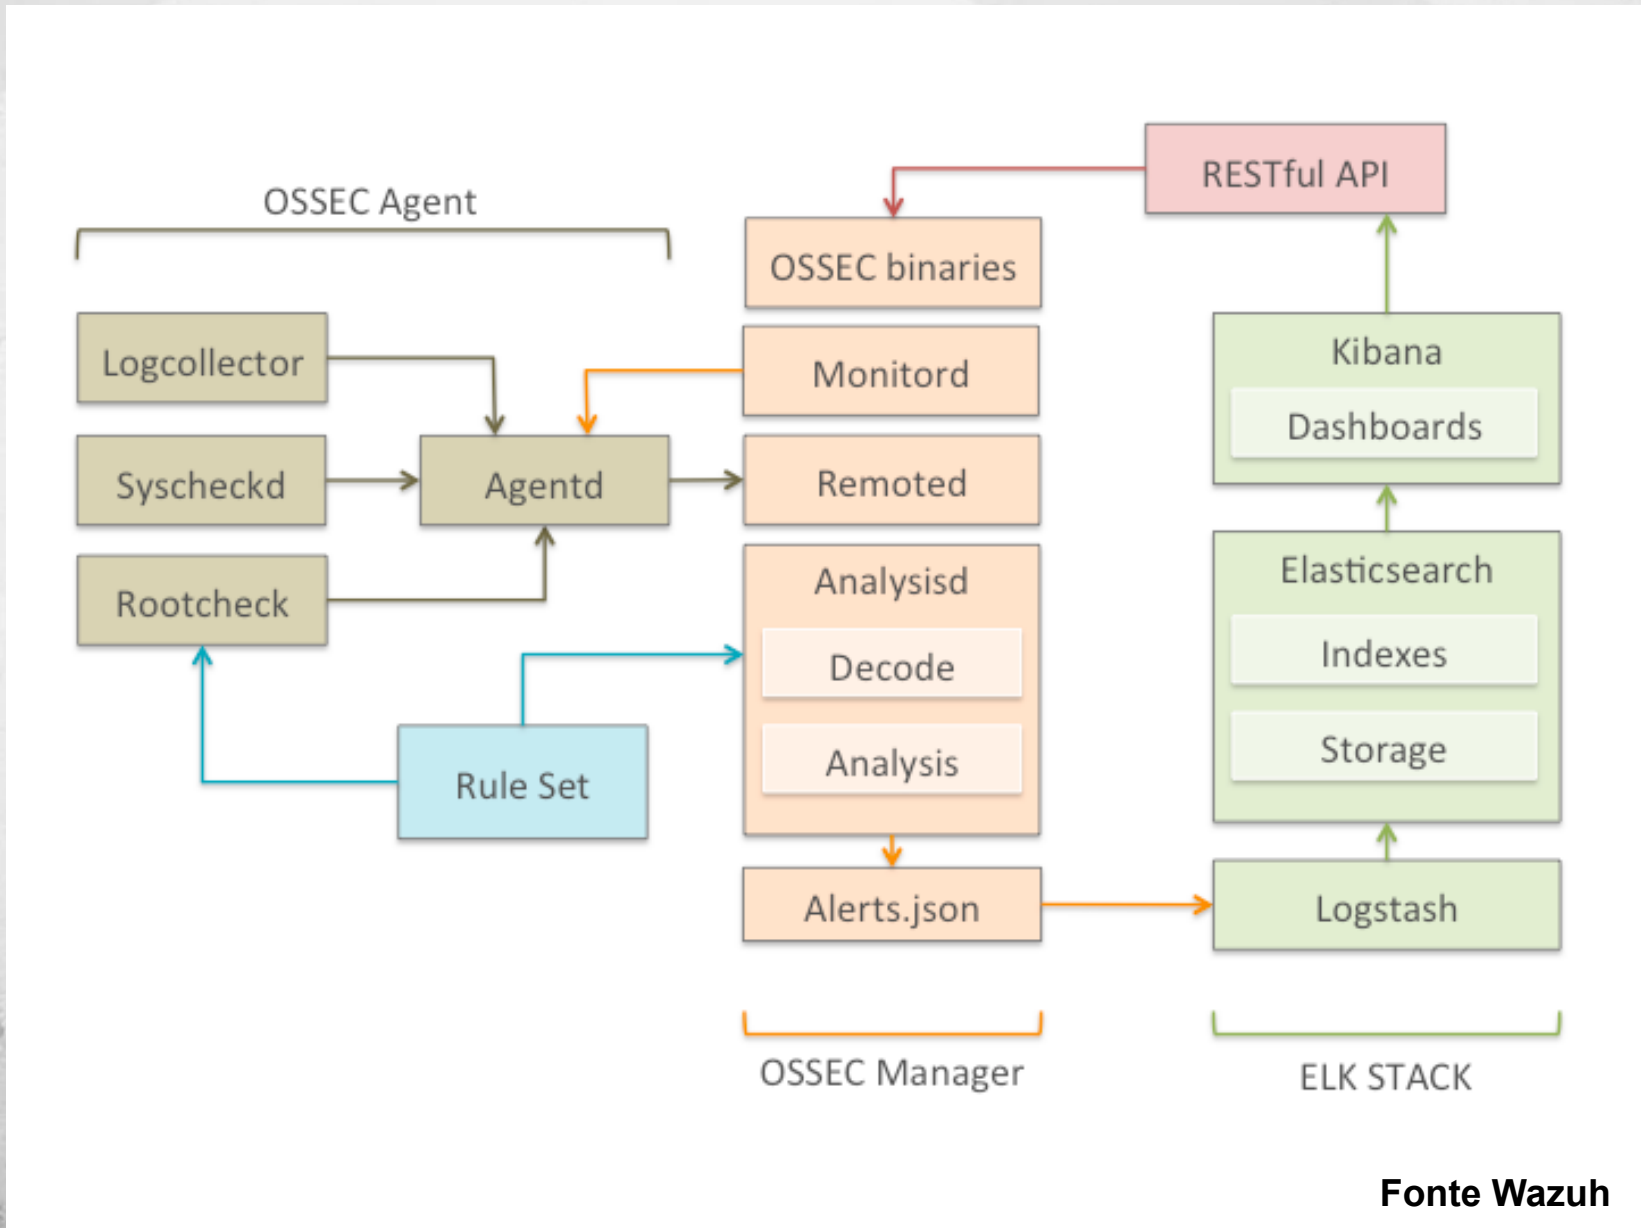 RESTful API
OSSEC Agent
OSSEC binaries
Logcollector
Monitord
Kibana
Dashboards
Syscheckd
Agentd
Remoted
Rootcheck
Analysisd
Decode
Analysis
Elasticsearch
Indexes
Storage
Rule Set
Alerts.json
Logstash
OSSEC Manager
ELK STACK
Fonte Wazuh